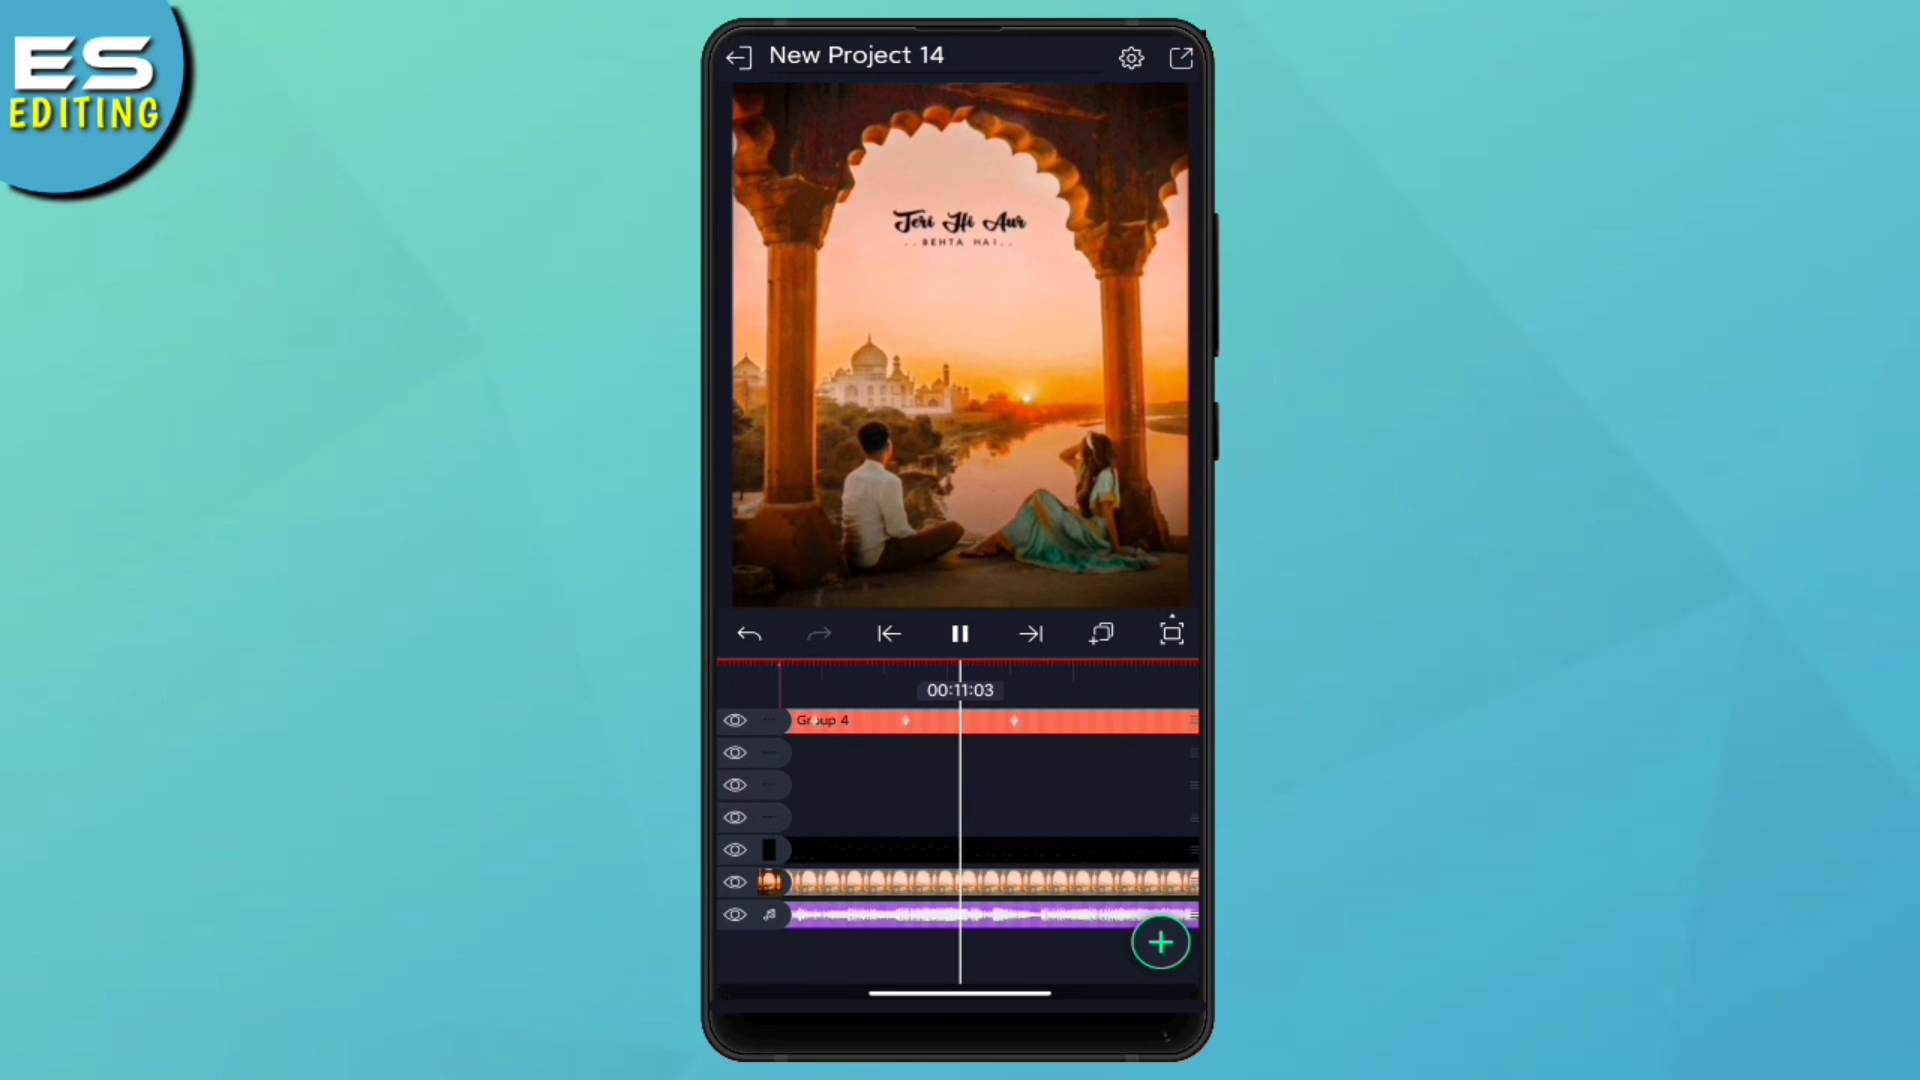 ES
EDITING
New Project 14
Teri Hi Aur
..BEHTA HAI..
00:11:03
Group 4